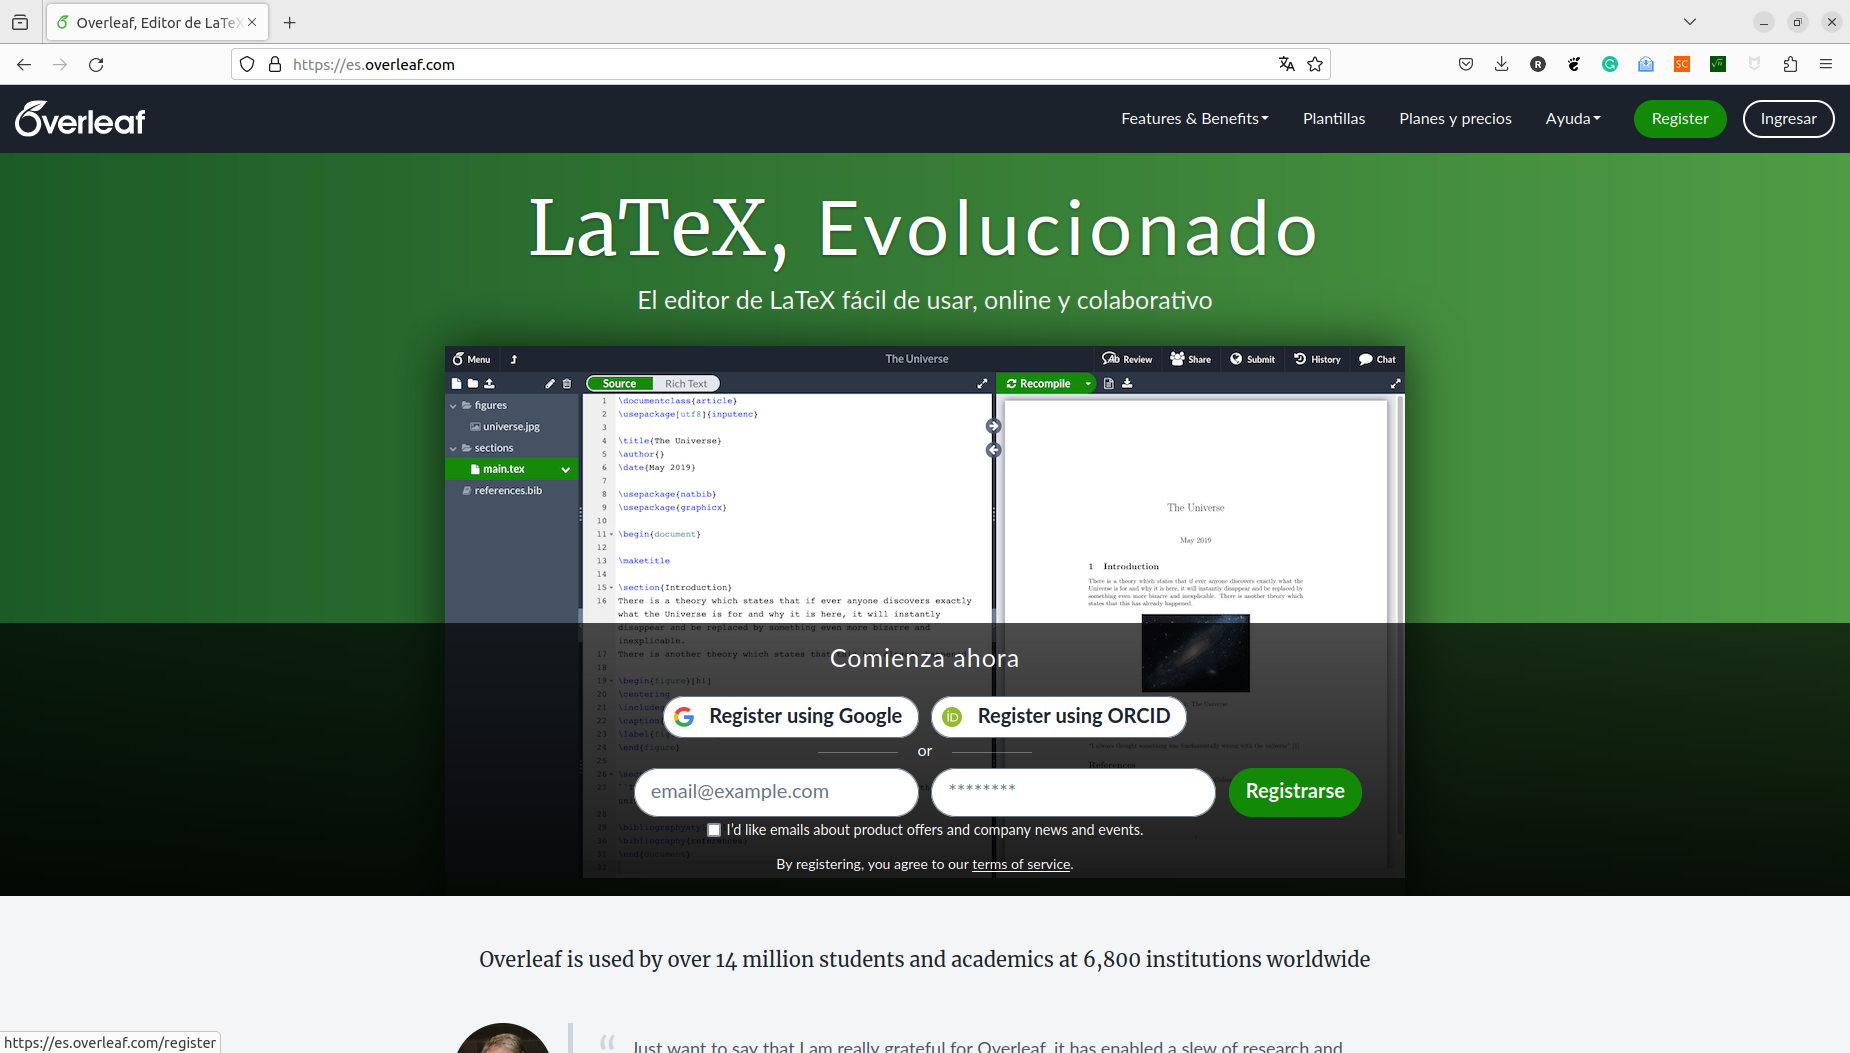 Overleaf, Editor de LaTeX
https://es.overleaf.com
Overleaf
Features & Benefits
Plantillas
Planes y precios
Ayuda
Register
Ingresar
LaTeX, Evolucionado
El editor de LaTeX fácil de usar, online y colaborativo
Menu
The Universe
Review
Share
Submit
History
Chat
Source
Rich Text
Recompile
figures
universe.jpg
sections
main.tex
references.bib
1 \documentclass{article}
2 \usepackage[utf8]{inputenc}
3
4 \title{The Universe}
5 \author{}
6 \date{May 2019}
7
8 \usepackage{natbib}
9 \usepackage{graphicx}
10
11 \begin{document}
12
13 \maketitle
14
15 \section{Introduction}
16 There is a theory which states that if ever anyone discovers exactly
what the Universe is for and why it is here, it will instantly
disappear and be replaced by something even more bizarre and
inexplicable.
17 There is another theory which states that
18
19 \begin{figure}[h!]
20 \centering
21
22 \caption
23 \label
24 \end{figure}
25
26
27
28
29
30 \bibliography{references}
31 \end{document}
The Universe
May 2019
1 Introduction
There is a theory which states that if ever anyone discovers exactly what the
Universe is for and why it is here, it will instantly disappear and be replaced by
something even more bizarre and inexplicable. There is another theory which
states that this has already happened.
The Universe
"I always thought something was fundamentally wrong with the universe"
References
Comienza ahora
Register using Google
Register using ORCID
or
email@example.com
********
Registrarse
I'd like emails about product offers and company news and events.
By registering, you agree to our terms of service.
Overleaf is used by over 14 million students and academics at 6,800 institutions worldwide
“ Just want to say that I am really grateful for Overleaf, it has enabled a slew of research and
https://es.overleaf.com/register